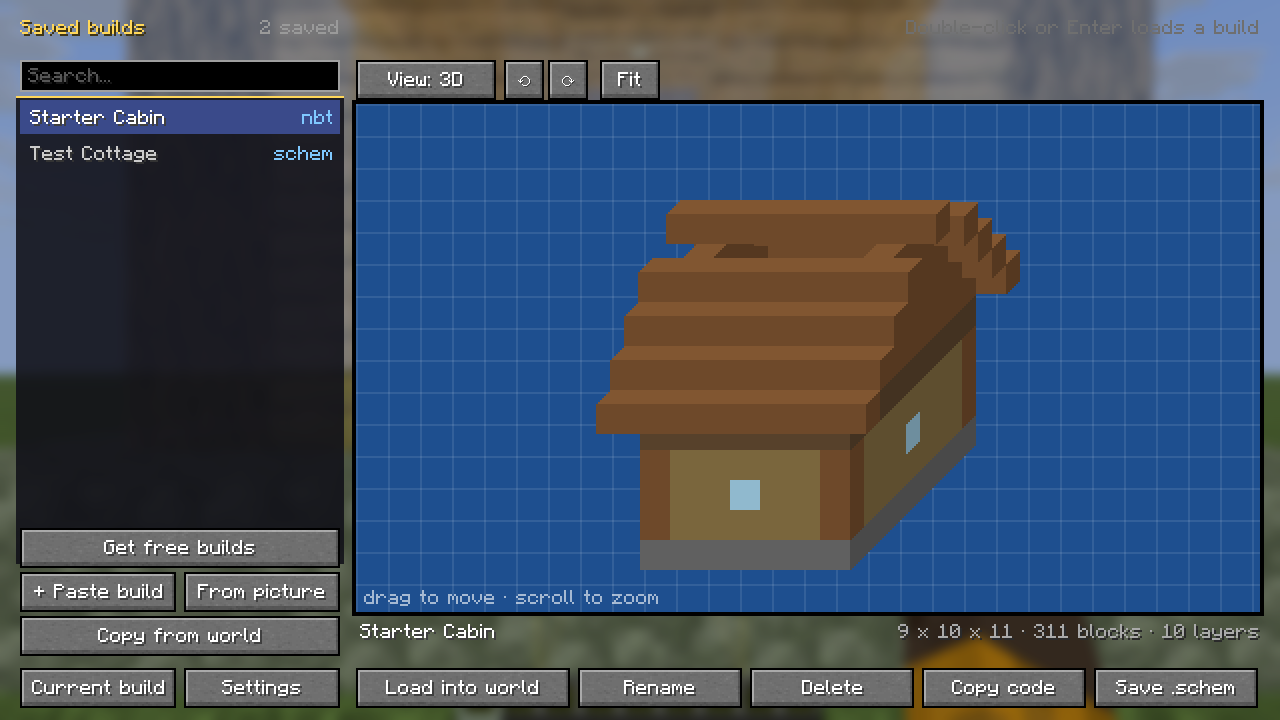 Saved builds
2 saved
Double-click or Enter loads a build
Search...
View: 3D
⟲
⟳
Fit
Starter Cabin
nbt
Test Cottage
schem
Get free builds
+ Paste build
From picture
Copy from world
drag to move · scroll to zoom
Starter Cabin
9 x 10 x 11 · 311 blocks · 10 layers
Current build
Settings
Load into world
Rename
Delete
Copy code
Save .schem